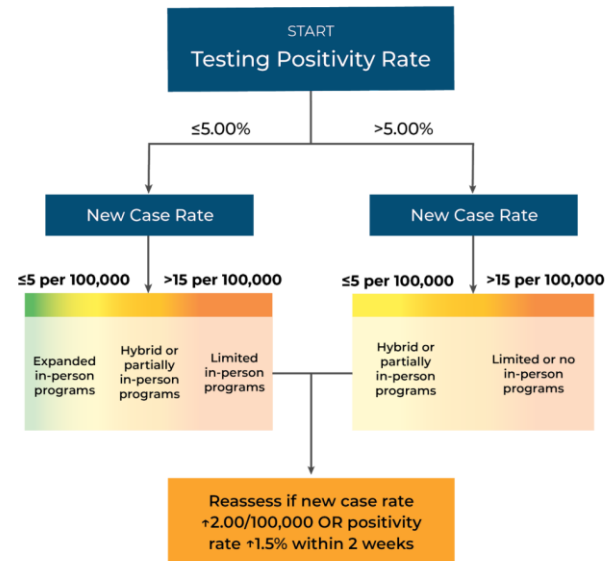 START
Testing Positivity Rate
≤5.00%
>5.00%
New Case Rate
New Case Rate
≤5 per 100,000
>15 per 100,000
≤5 per 100,000
>15 per 100,000
Expanded
in-person
programs
Hybrid or
partially
in-person
programs
Limited
in-person
programs
Hybrid or
partially
in-person
programs
Limited or no
in-person
programs
Reassess if new case rate
↑2.00/100,000 OR positivity
rate ↑1.5% within 2 weeks